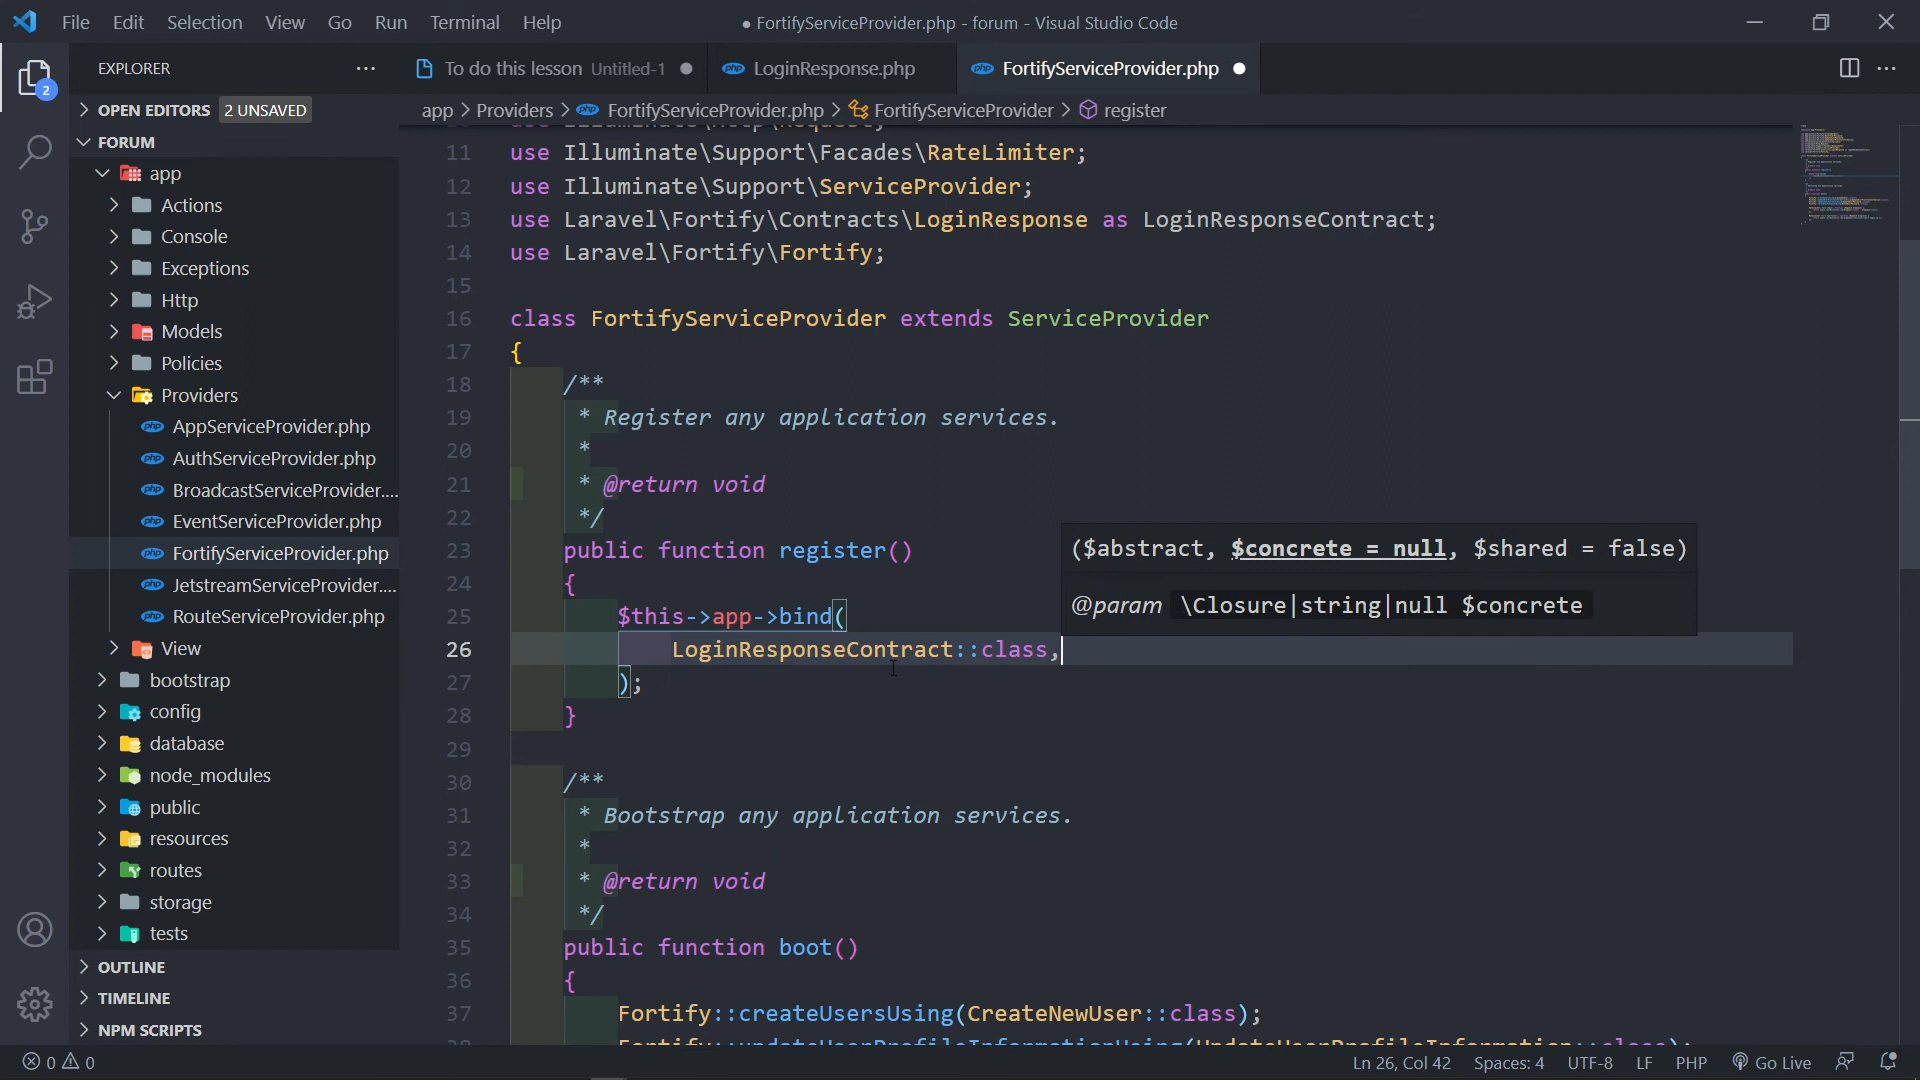 File Edit Selection View Go Run Terminal Help
● FortifyServiceProvider.php - forum - Visual Studio Code
EXPLORER
To do this lesson Untitled-1
LoginResponse.php
FortifyServiceProvider.php
2
OPEN EDITORS 2 UNSAVED
app > Providers > FortifyServiceProvider.php > FortifyServiceProvider > register
FORUM
app
Actions
Console
Exceptions
Http
Models
Policies
Providers
AppServiceProvider.php
AuthServiceProvider.php
BroadcastServiceProvider....
EventServiceProvider.php
FortifyServiceProvider.php
JetstreamServiceProvider....
RouteServiceProvider.php
View
bootstrap
config
database
node_modules
public
resources
routes
storage
tests
OUTLINE
TIMELINE
NPM SCRIPTS
11 use Illuminate\Support\Facades\RateLimiter;
12 use Illuminate\Support\ServiceProvider;
13 use Laravel\Fortify\Contracts\LoginResponse as LoginResponseContract;
14 use Laravel\Fortify\Fortify;
15
16 class FortifyServiceProvider extends ServiceProvider
17 {
18 /**
19 * Register any application services.
20 *
21 * @return void
22 */
23 public function register()
24 {
25 $this->app->bind(
26 LoginResponseContract::class,
27 );
28 }
29
30 /**
31 * Bootstrap any application services.
32 *
33 * @return void
34 */
35 public function boot()
36 {
37 Fortify::createUsersUsing(CreateNewUser::class);
($abstract, $concrete = null, $shared = false)
@param \Closure|string|null $concrete
0 0
Ln 26, Col 42 Spaces: 4 UTF-8 LF PHP Go Live